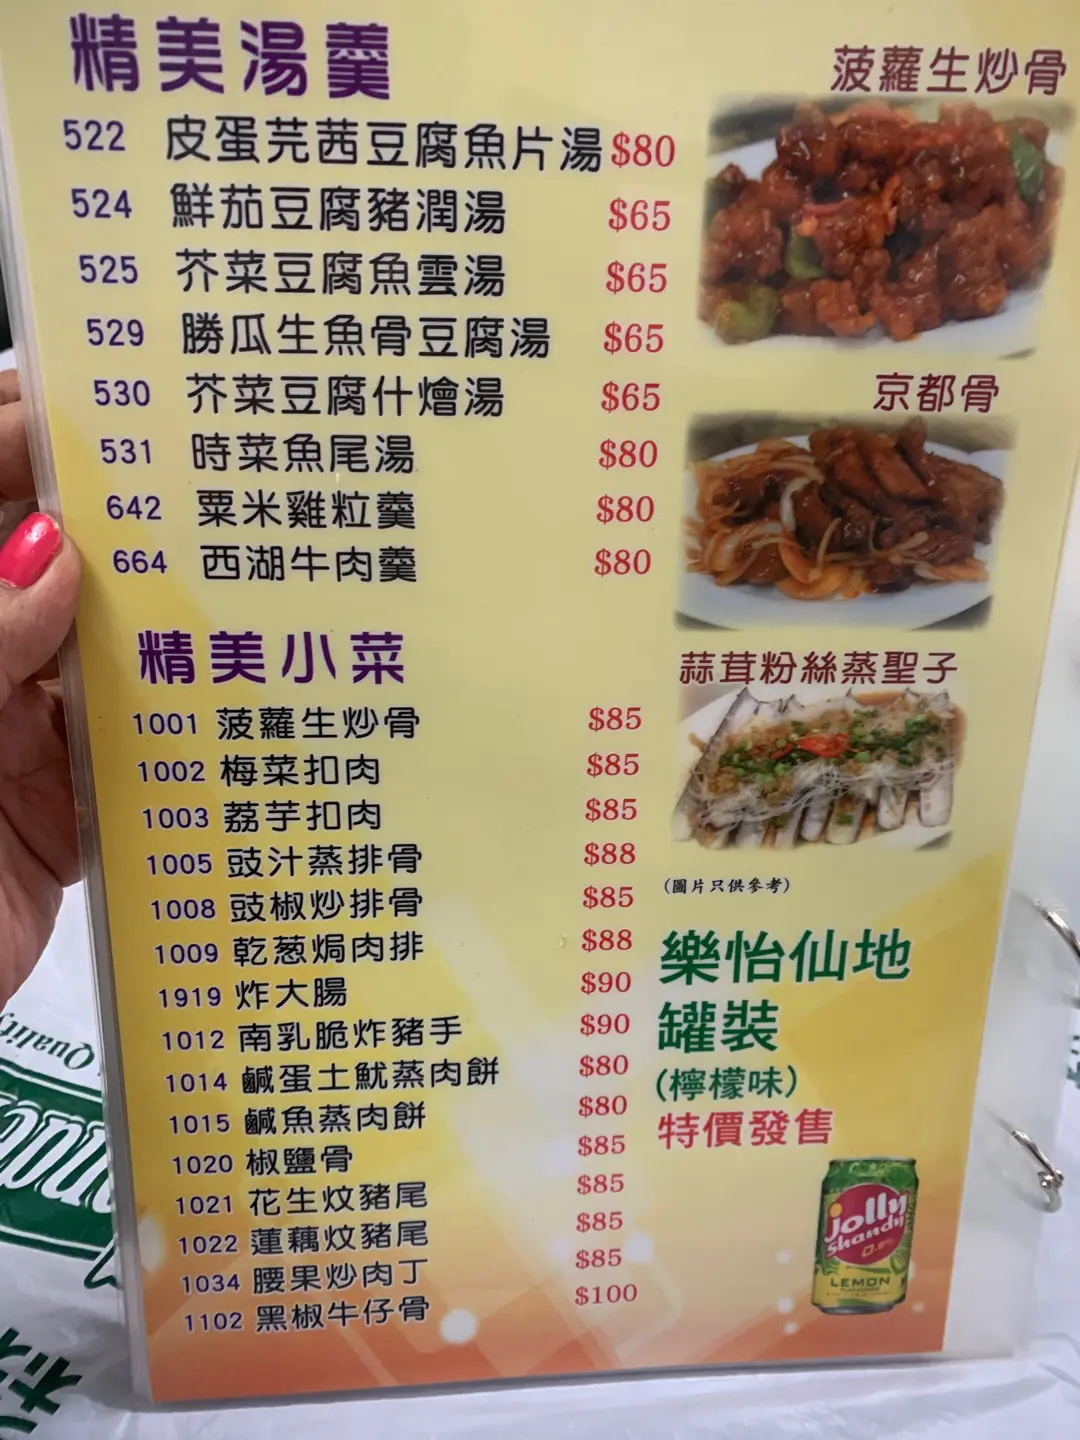 精美湯羹
522 皮蛋芫茜豆腐魚片湯 $80
524 鮮茄豆腐豬潤湯 $65
525 芥菜豆腐魚雲湯 $65
529 勝瓜生魚骨豆腐湯 $65
530 芥菜豆腐什燴湯 $65
531 時菜魚尾湯 $80
642 粟米雞粒羹 $80
664 西湖牛肉羹 $80
精美小菜
1001 菠蘿生炒骨 $85
1002 梅菜扣肉 $85
1003 荔芋扣肉 $85
1005 豉汁蒸排骨 $88
1008 豉椒炒排骨 $85
1009 乾葱焗肉排 $88
1919 炸大腸 $90
1012 南乳脆炸豬手 $90
1014 鹹蛋土魷蒸肉餅 $80
1015 鹹魚蒸肉餅 $80
1020 椒鹽骨 $85
1021 花生炆豬尾 $85
1022 蓮藕炆豬尾 $85
1034 腰果炒肉丁 $85
1102 黑椒牛仔骨 $100
菠蘿生炒骨
京都骨
蒜茸粉絲蒸聖子
(圖片只供參考)
樂怡仙地
罐裝
(檸檬味)
特價發售
Jolly
Shandy
LEMON
Quality